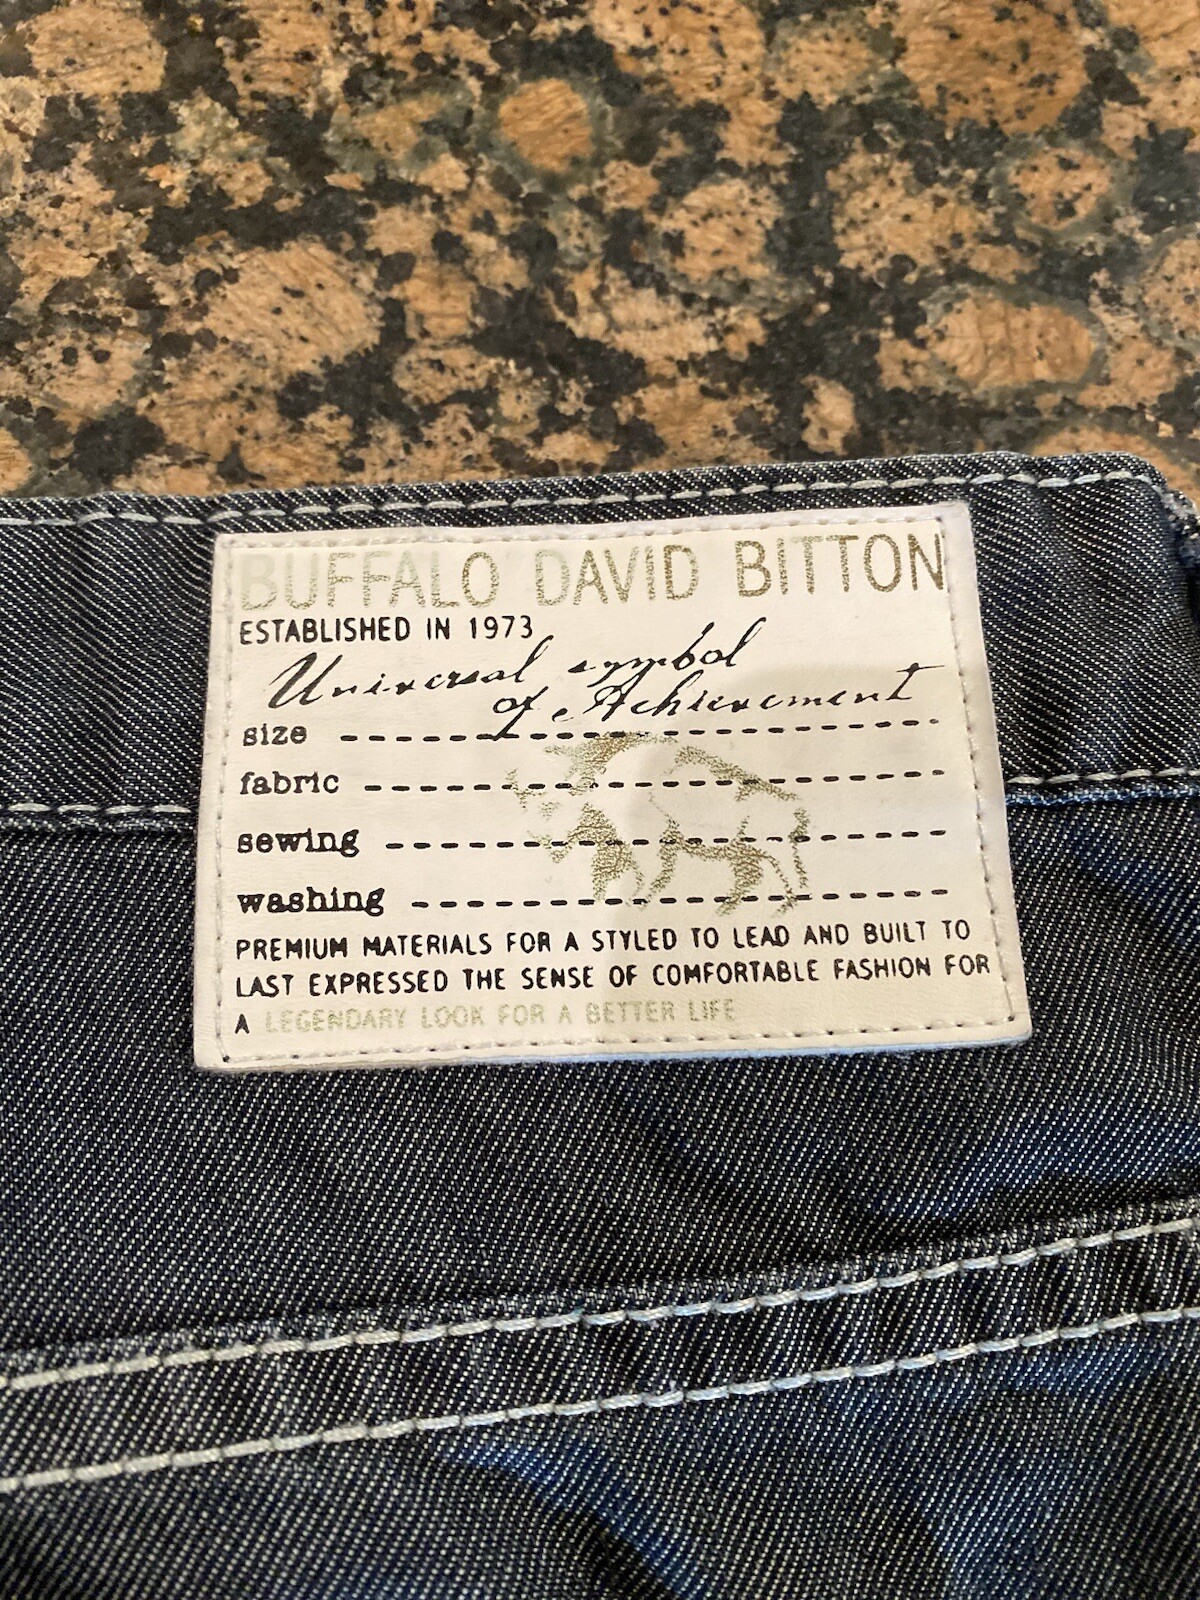 BUFFALO DAVID BITTON
ESTABLISHED IN 1973
Universal symbol
of Achievement
size
fabric
sewing
washing
PREMIUM MATERIALS FOR A STYLED TO LEAD AND BUILT TO
LAST EXPRESSED THE SENSE OF COMFORTABLE FASHION FOR
A LEGENDARY LOOK FOR A BETTER LIFE